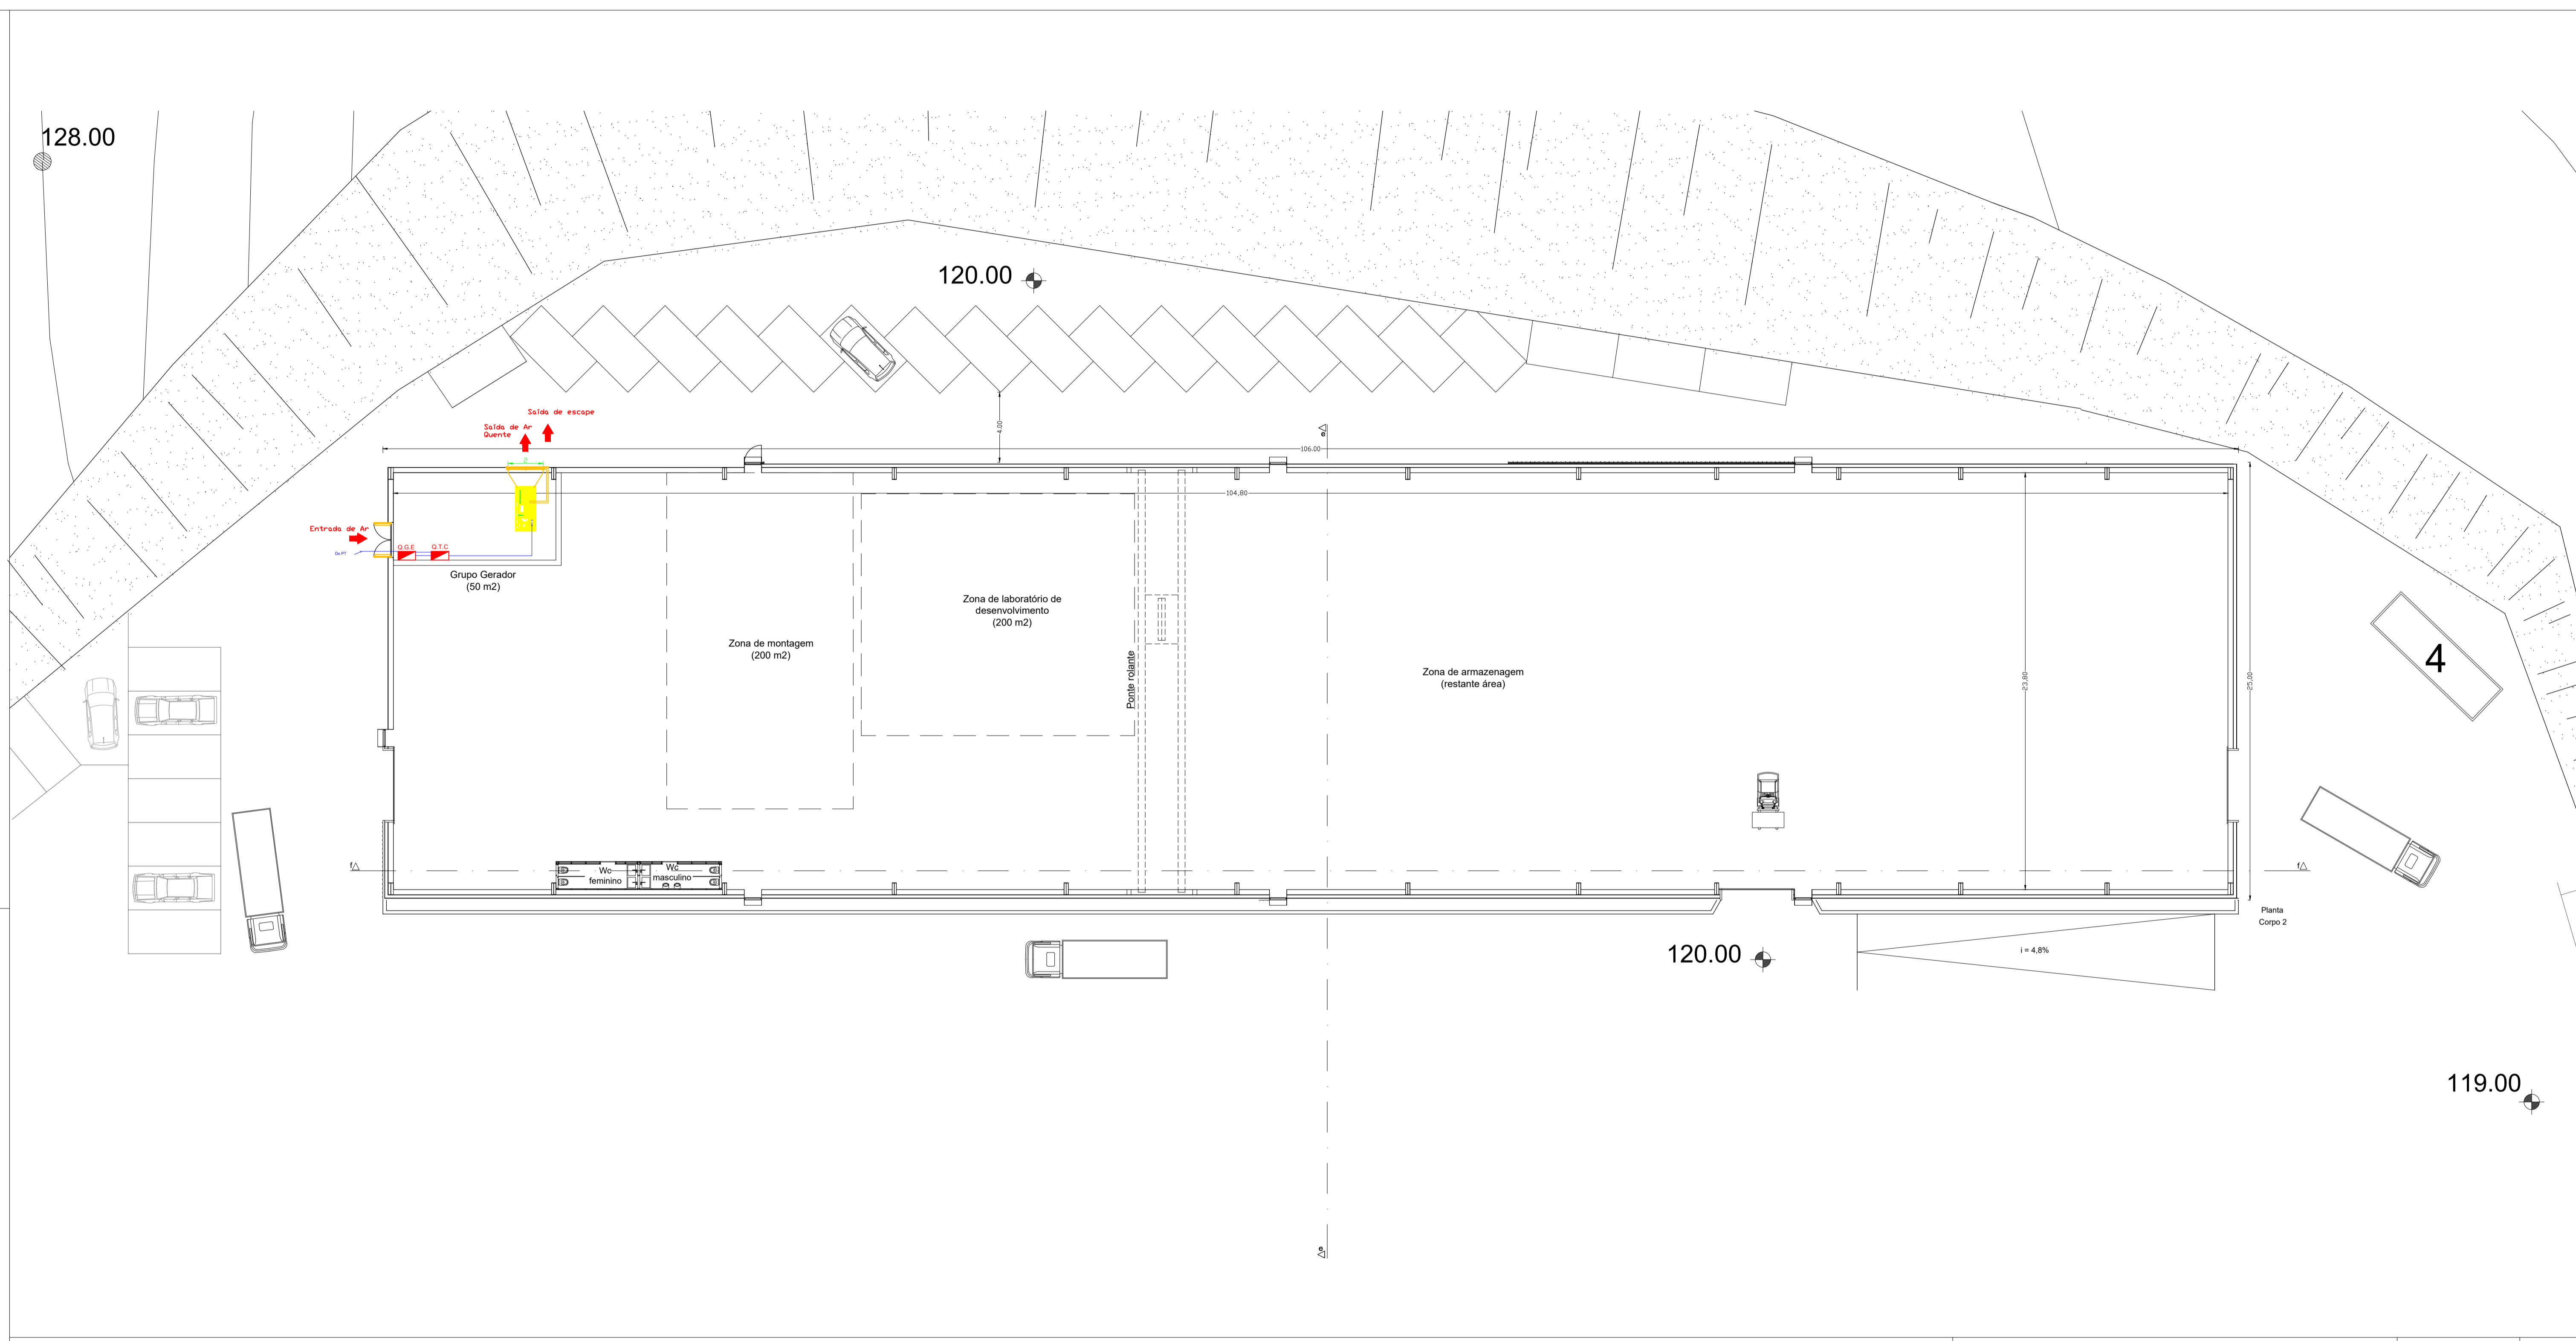 128.00
120.00
Saída de escape
Saída de Ar
Quente
4.00
e
106.00
2
104,80
Entrada de Ar
Do PT
Q.G.E
Q.T.C
Grupo Gerador
(50 m2)
Zona de laboratório de
desenvolvimento
(200 m2)
Zona de montagem
(200 m2)
Ponte rolante
Zona de armazenagem
(restante área)
23,80
25,00
4
f
Wc
feminino
Wc
masculino
f
Planta
Corpo 2
120.00
i = 4,8%
119.00
e